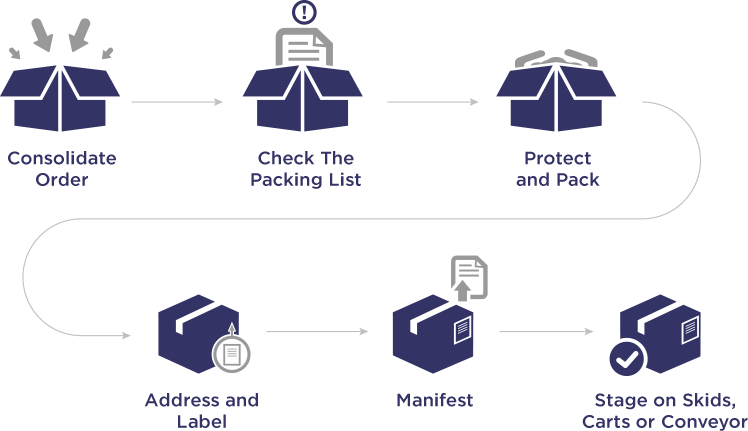 Consolidate
Order
Check The
Packing List
Protect
and Pack
Address and
Label
Manifest
Stage on Skids,
Carts or Conveyor